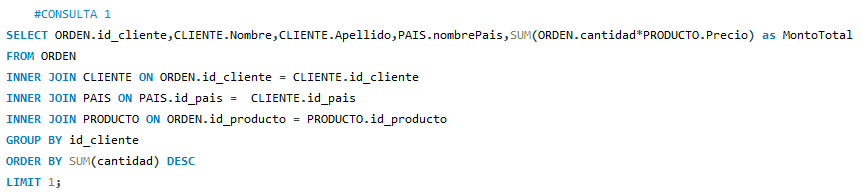 #CONSULTA 1
SELECT ORDEN.id_cliente,CLIENTE.Nombre,CLIENTE.Apellido,PAIS.nombrePais,SUM(ORDEN.cantidad*PRODUCTO.Precio) as MontoTotal
FROM ORDEN
INNER JOIN CLIENTE ON ORDEN.id_cliente = CLIENTE.id_cliente
INNER JOIN PAIS ON PAIS.id_pais =  CLIENTE.id_pais
INNER JOIN PRODUCTO ON ORDEN.id_producto = PRODUCTO.id_producto
GROUP BY id_cliente
ORDER BY SUM(cantidad) DESC
LIMIT 1;